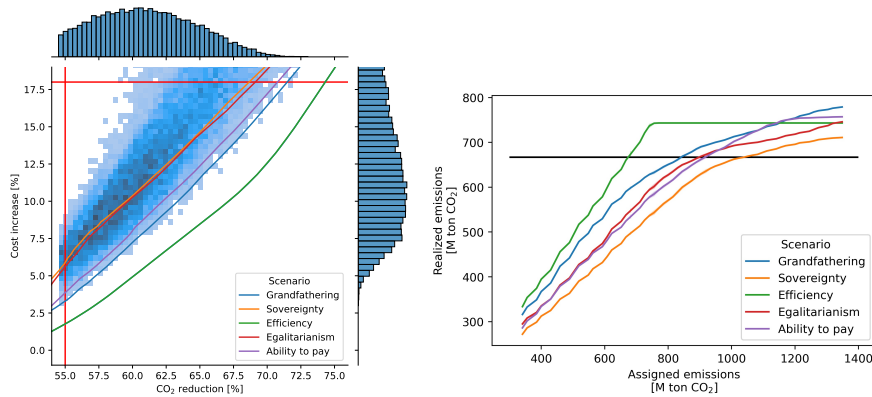 17.5
15.0
12.5
10.0
7.5
5.0
2.5
0.0
Cost increase [%]
55.0 57.5 60.0 62.5 65.0 67.5 70.0 72.5 75.0
CO2 reduction [%]
Scenario
Grandfathering
Sovereignty
Efficiency
Egalitarianism
Ability to pay
800
700
600
500
400
300
Realized emissions
[M ton CO2]
400 600 800 1000 1200 1400
Assigned emissions
[M ton CO2]
Scenario
Grandfathering
Sovereignty
Efficiency
Egalitarianism
Ability to pay